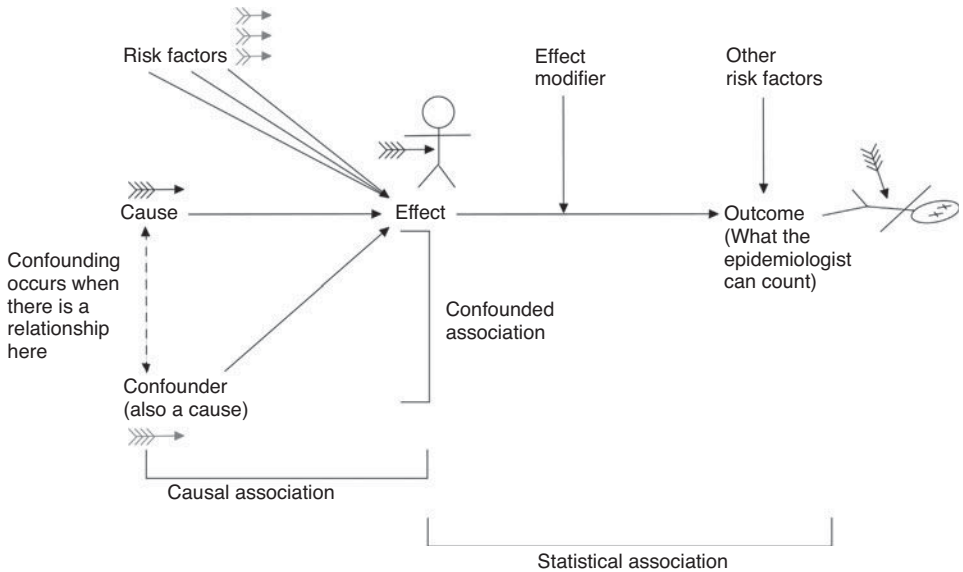 Risk factors
Effect
modifier
Other
risk factors
Cause
Effect
Outcome
(What the
epidemiologist
can count)
Confounding
occurs when
there is a
relationship
here
Confounded
association
Confounder
(also a cause)
Causal association
Statistical association